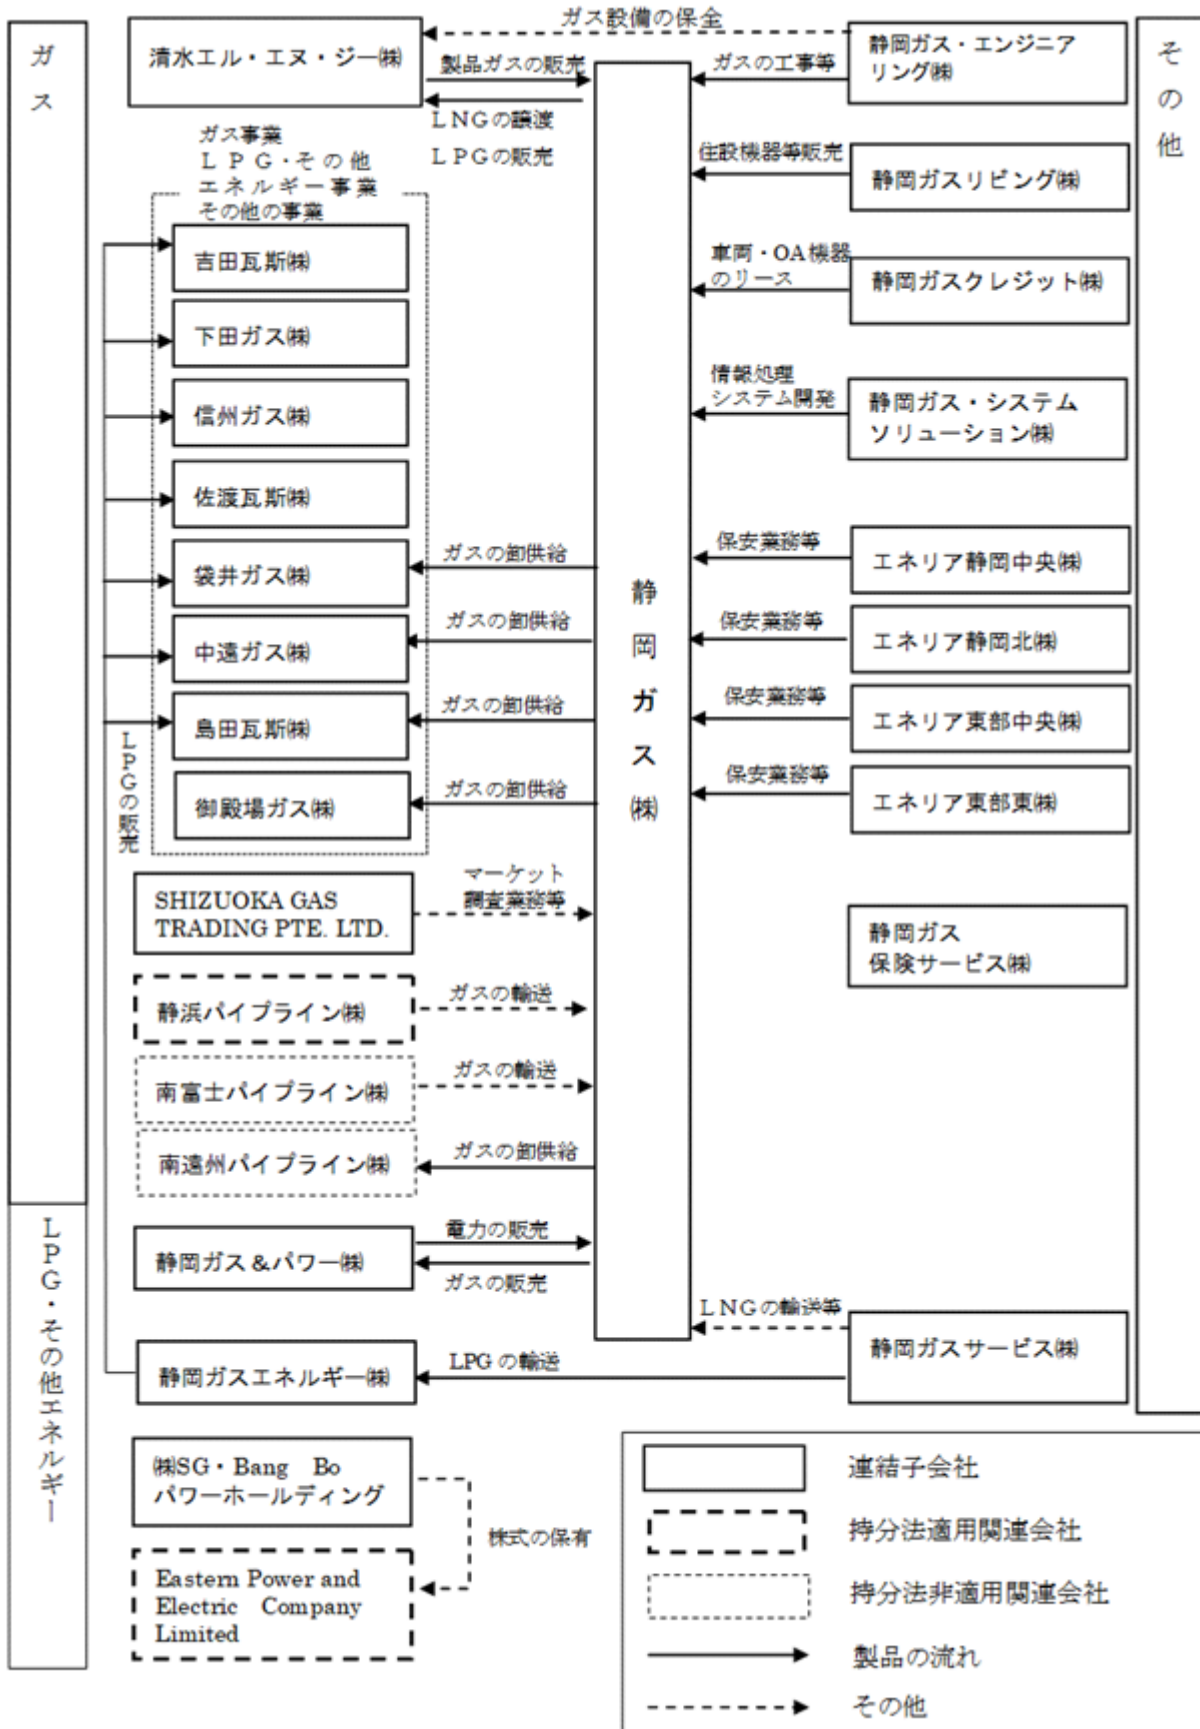 ガス
清水エル・エヌ・ジー㈱
ガス設備の保全
静岡ガス・エンジニア
リング㈱
その他
製品ガスの販売
ガスの工事等
LNGの譲渡
LPGの販売
ガス事業
LPG・その他
エネルギー事業
その他の事業
住設機器等販売
静岡ガスリビング㈱
吉田瓦斯㈱
車両・OA機器
のリース
静岡ガスクレジット㈱
下田ガス㈱
信州ガス㈱
情報処理
システム開発
静岡ガス・システム
ソリューション㈱
佐渡瓦斯㈱
袋井ガス㈱
ガスの卸供給
保安業務等
エネリア静岡中央㈱
静岡ガス㈱
中遠ガス㈱
ガスの卸供給
保安業務等
エネリア静岡北㈱
島田瓦斯㈱
ガスの卸供給
保安業務等
エネリア東部中央㈱
LPGの販売
御殿場ガス㈱
ガスの卸供給
保安業務等
エネリア東部東㈱
SHIZUOKA GAS
TRADING PTE. LTD.
マーケット
調査業務等
静岡ガス
保険サービス㈱
静浜パイプライン㈱
ガスの輸送
南富士パイプライン㈱
ガスの輸送
南遠州パイプライン㈱
ガスの卸供給
LPG・その他エネルギー
静岡ガス＆パワー㈱
電力の販売
ガスの販売
LNGの輸送等
静岡ガスサービス㈱
静岡ガスエネルギー㈱
LPGの輸送
㈱SG・Bang Bo
パワーホールディング
株式の保有
Eastern Power and
Electric Company
Limited
連結子会社
持分法適用関連会社
持分法非適用関連会社
製品の流れ
その他